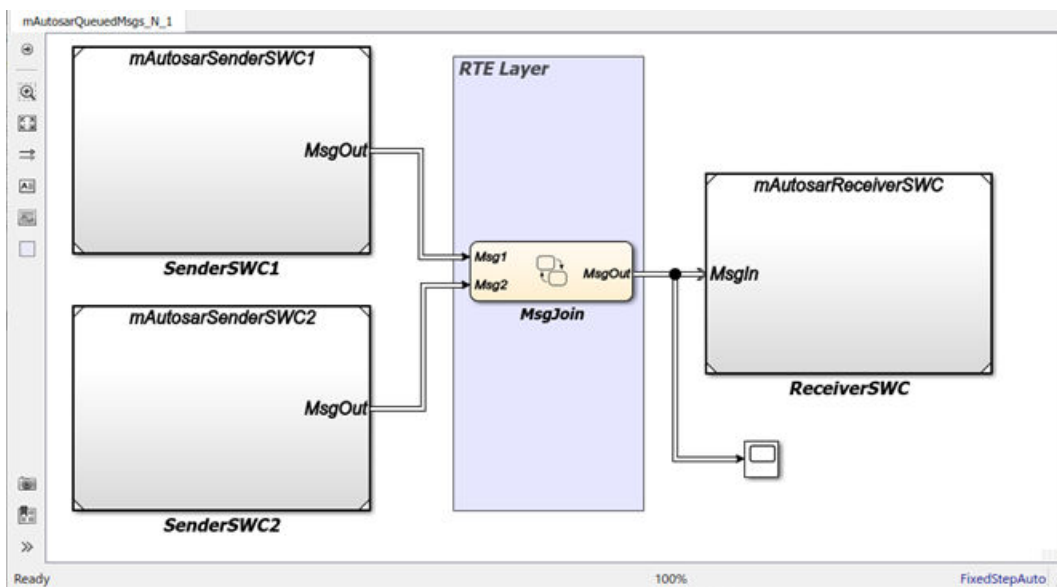 mAutosarQueuedMsgs_N_1
mAutosarSenderSWC1
MsgOut
SenderSWC1
mAutosarSenderSWC2
MsgOut
SenderSWC2
RTE Layer
Msg1
Msg2
MsgOut
MsgJoin
mAutosarReceiverSWC
MsgIn
ReceiverSWC
Ready
100%
FixedStepAuto